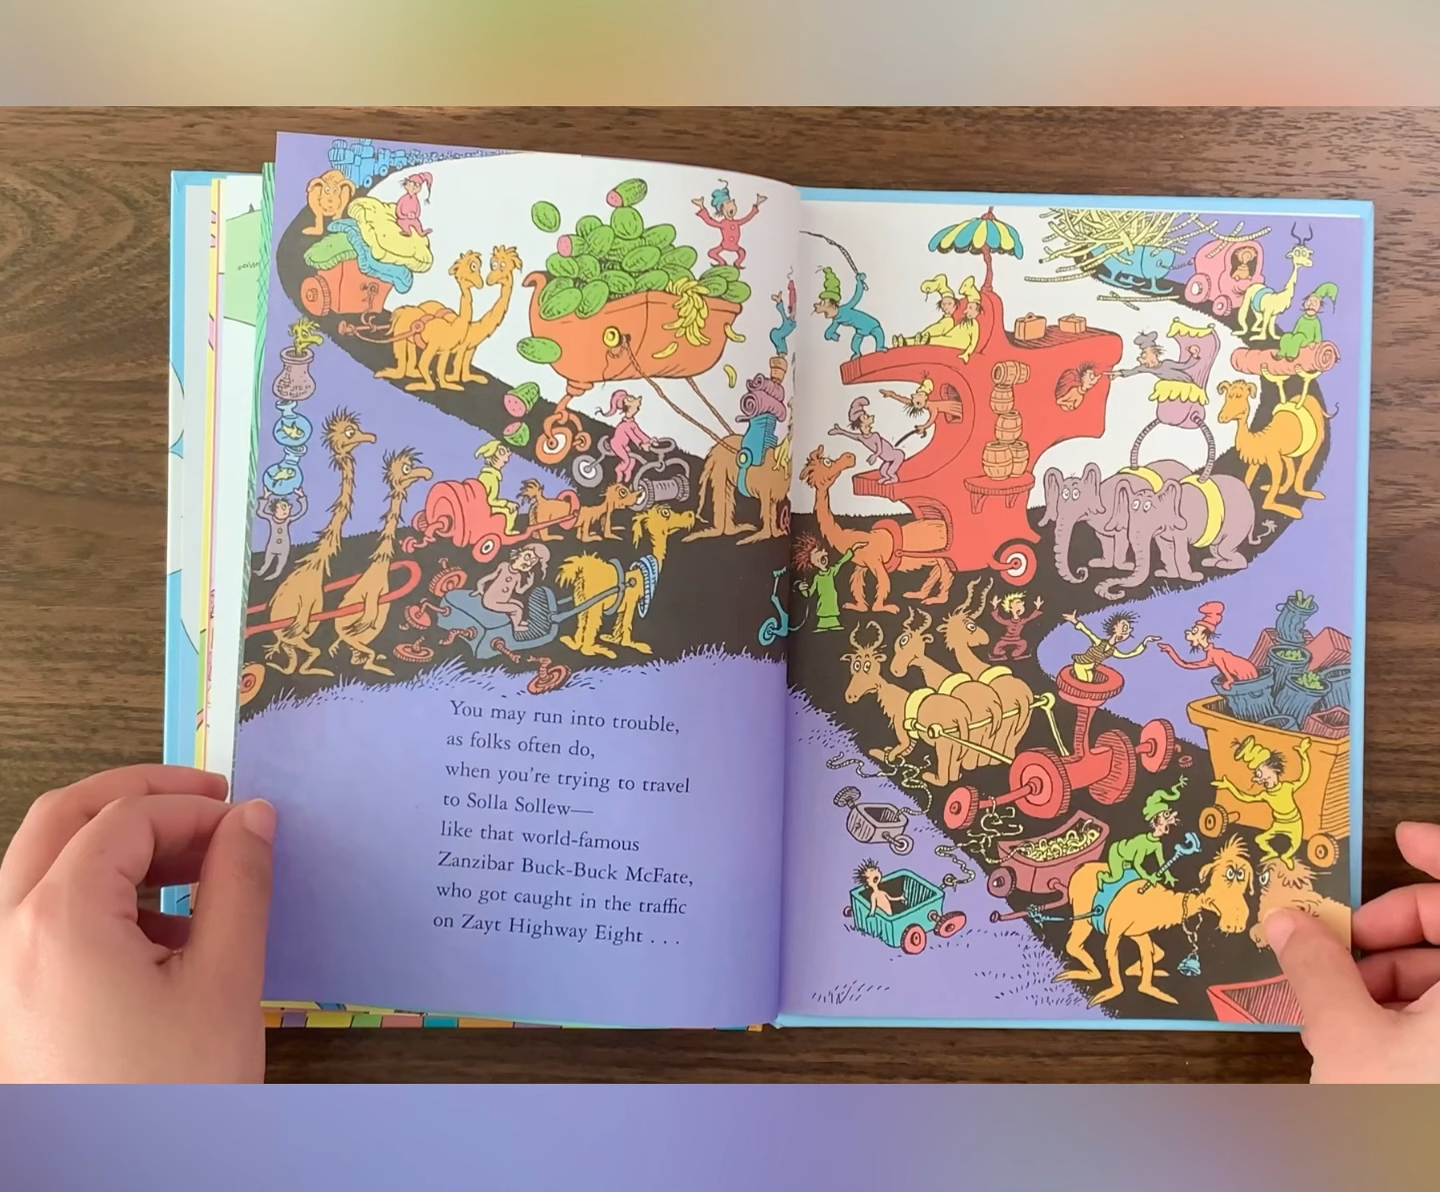 You may run into trouble,
as folks often do,
when you're trying to travel
to Solla Sollew—
like that world-famous
Zanzibar Buck-Buck McFate,
who got caught in the traffic
on Zayt Highway Eight . . .